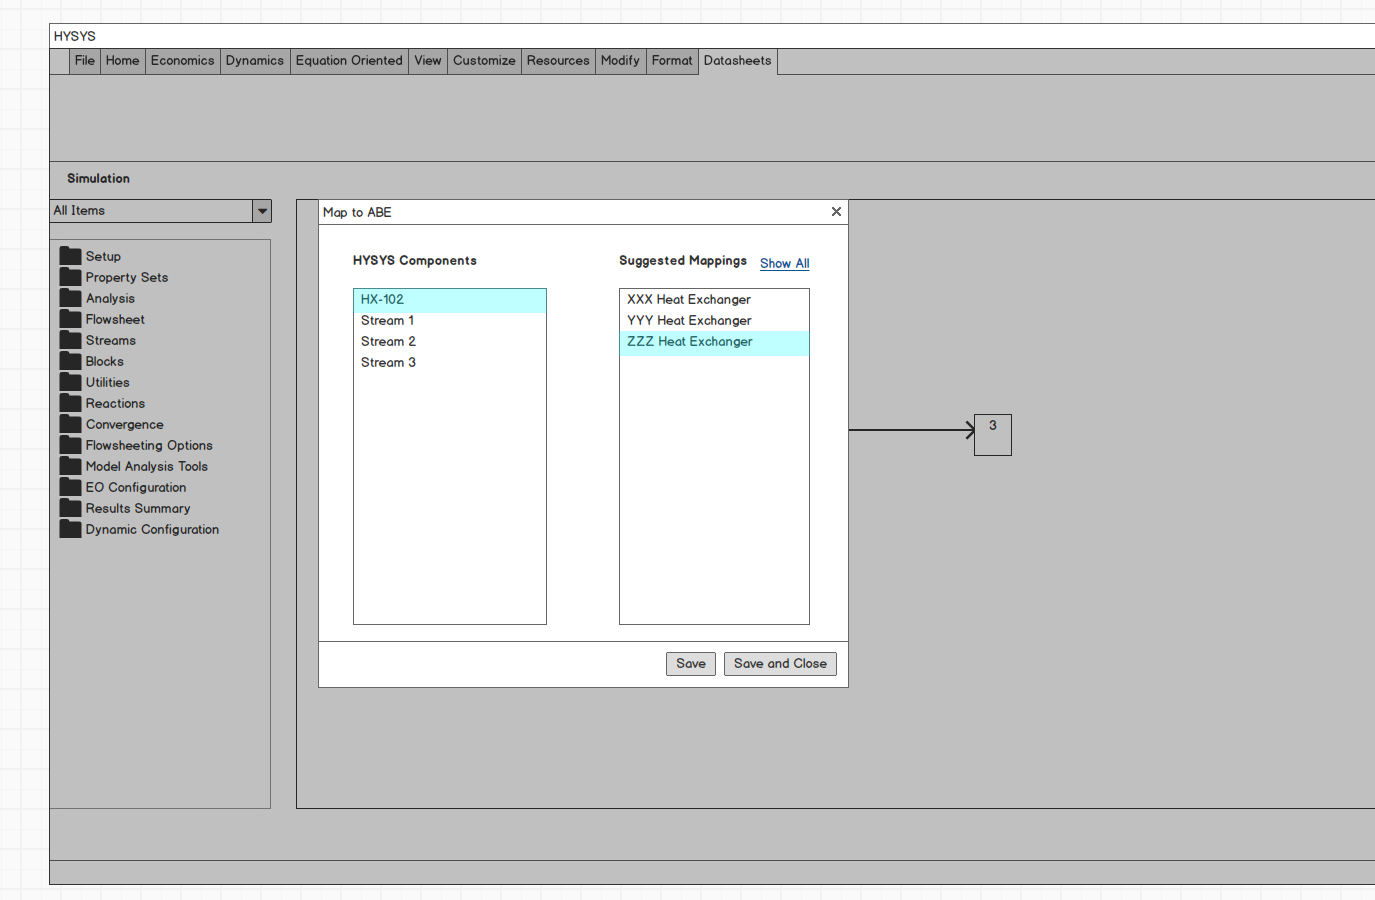 HYSYS
File Home Economics Dynamics Equation Oriented View Customize Resources Modify Format Datasheets
Simulation
All Items
Setup
Property Sets
Analysis
Flowsheet
Streams
Blocks
Utilities
Reactions
Convergence
Flowsheeting Options
Model Analysis Tools
EO Configuration
Results Summary
Dynamic Configuration
Map to ABE
HYSYS Components
HX-102
Stream 1
Stream 2
Stream 3
Suggested Mappings Show All
XXX Heat Exchanger
YYY Heat Exchanger
ZZZ Heat Exchanger
Save Save and Close
3